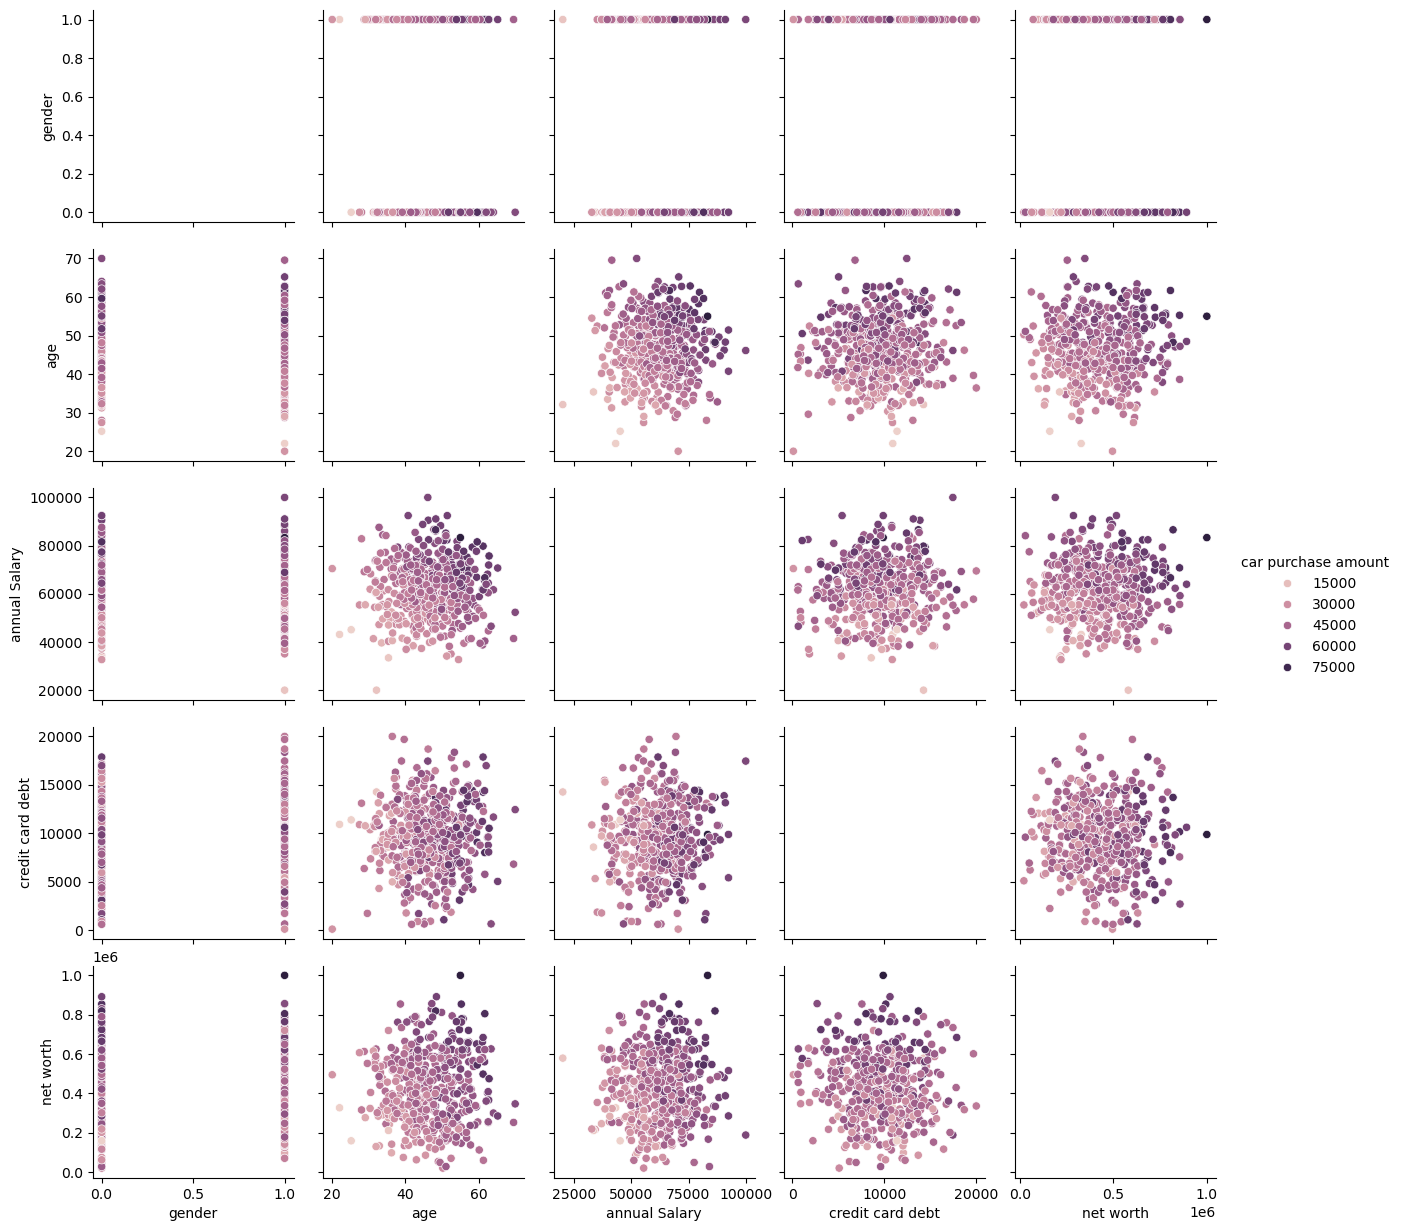 1.0
0.8
0.6
0.4
0.2
0.0
gender
70
60
50
40
30
20
age
100000
80000
60000
40000
20000
annual Salary
car purchase amount
15000
30000
45000
60000
75000
20000
15000
10000
5000
0
credit card debt
1e6
1.0
0.8
0.6
0.4
0.2
0.0
net worth
0.0 0.5 1.0
gender
20 40 60
age
25000 50000 75000 100000
annual Salary
0 10000 20000
credit card debt
0.0 0.5 1.0
1e6
net worth